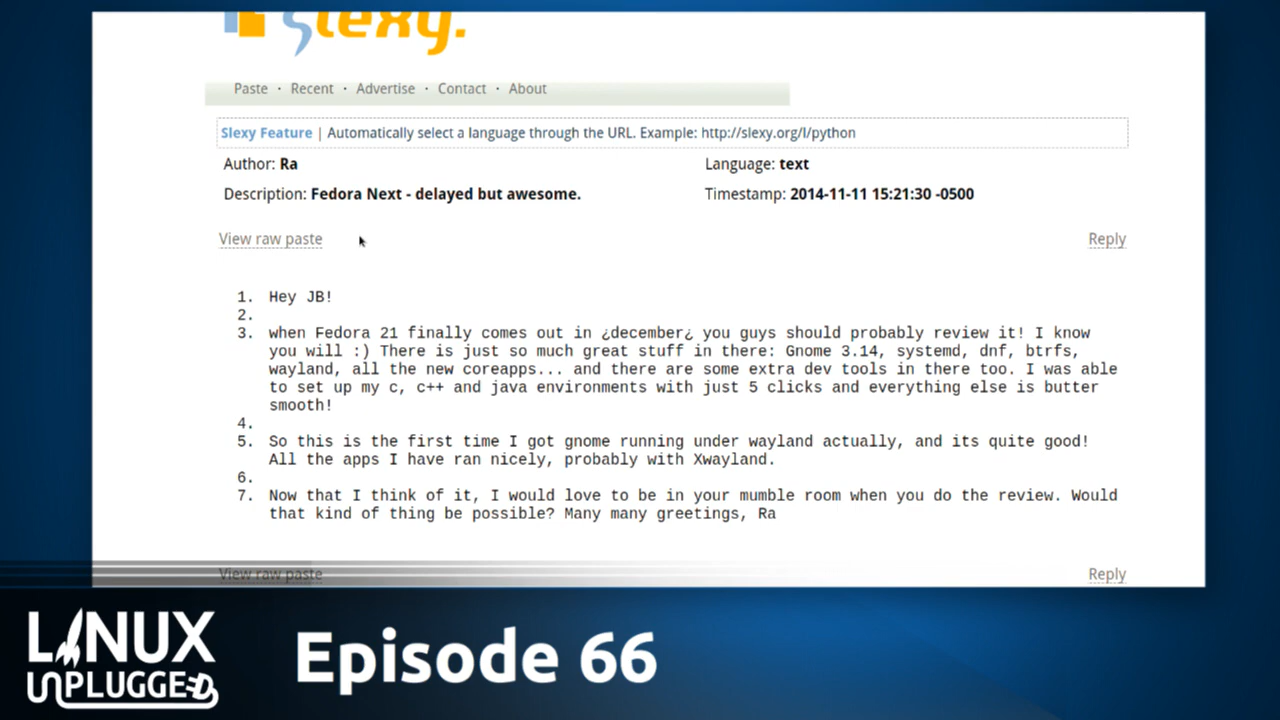 slexy.
Paste · Recent · Advertise · Contact · About
Slexy Feature | Automatically select a language through the URL. Example: http://slexy.org/l/python
Author: Ra
Language: text
Description: Fedora Next - delayed but awesome.
Timestamp: 2014-11-11 15:21:30 -0500
View raw paste
Reply
1. Hey JB!
2.
3. when Fedora 21 finally comes out in ¿december¿ you guys should probably review it! I know
you will :) There is just so much great stuff in there: Gnome 3.14, systemd, dnf, btrfs,
wayland, all the new coreapps... and there are some extra dev tools in there too. I was able
to set up my c, c++ and java environments with just 5 clicks and everything else is butter
smooth!
4.
5. So this is the first time I got gnome running under wayland actually, and its quite good!
All the apps I have ran nicely, probably with Xwayland.
6.
7. Now that I think of it, I would love to be in your mumble room when you do the review. Would
that kind of thing be possible? Many many greetings, Ra
View raw paste
Reply
LINUX
UNPLUGGED
Episode 66